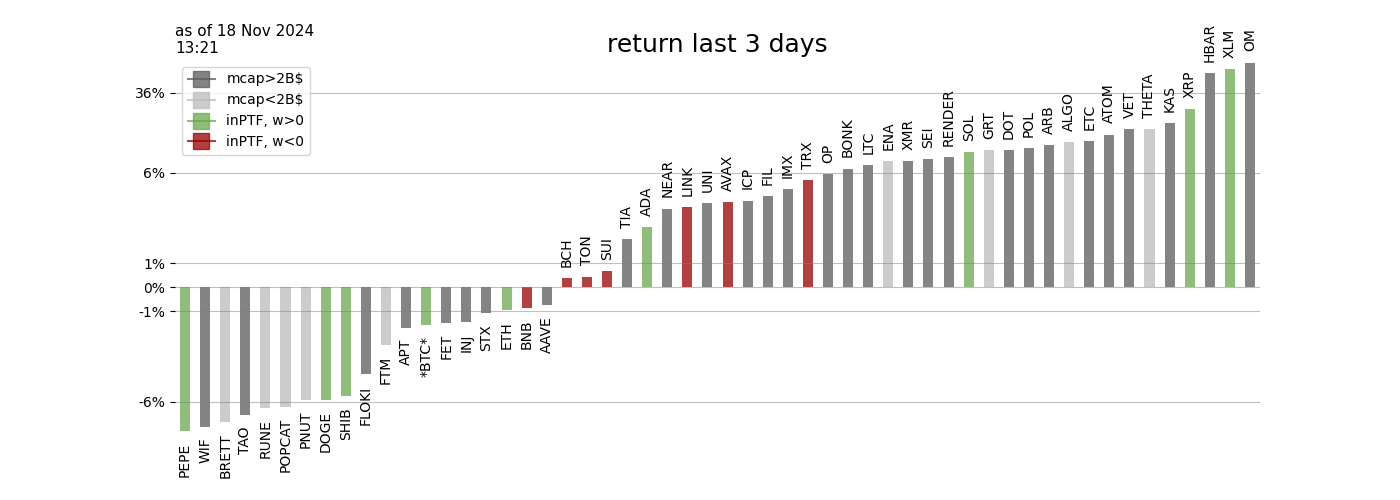 as of 18 Nov 2024
13:21
return last 3 days
mcap>2B$
mcap<2B$
inPTF, w>0
inPTF, w<0
36%
6%
1%
0%
-1%
-6%
PEPE
WIF
BRETT
TAO
RUNE
POPCAT
PNUT
DOGE
SHIB
FLOKI
FTM
APT
*BTC*
FET
INJ
STX
ETH
BNB
AAVE
BCH
TON
SUI
TIA
ADA
NEAR
LINK
UNI
AVAX
ICP
FIL
IMX
TRX
OP
BONK
LTC
ENA
XMR
SEI
RENDER
SOL
GRT
DOT
POL
ARB
ALGO
ETC
ATOM
VET
THETA
KAS
XRP
HBAR
XLM
OM